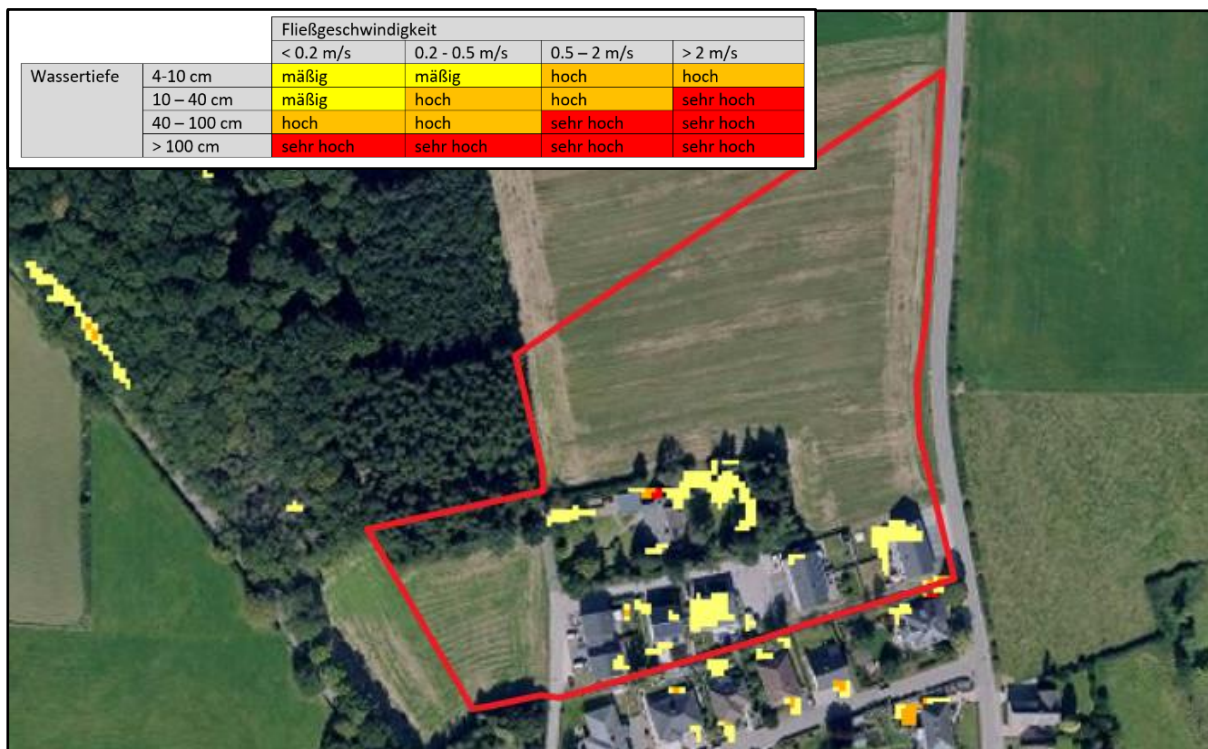 Fließgeschwindigkeit
< 0.2 m/s 0.2 - 0.5 m/s 0.5 – 2 m/s > 2 m/s
Wassertiefe 4-10 cm mäßig mäßig hoch hoch
10 – 40 cm mäßig hoch hoch sehr hoch
40 – 100 cm hoch hoch sehr hoch sehr hoch
> 100 cm sehr hoch sehr hoch sehr hoch sehr hoch